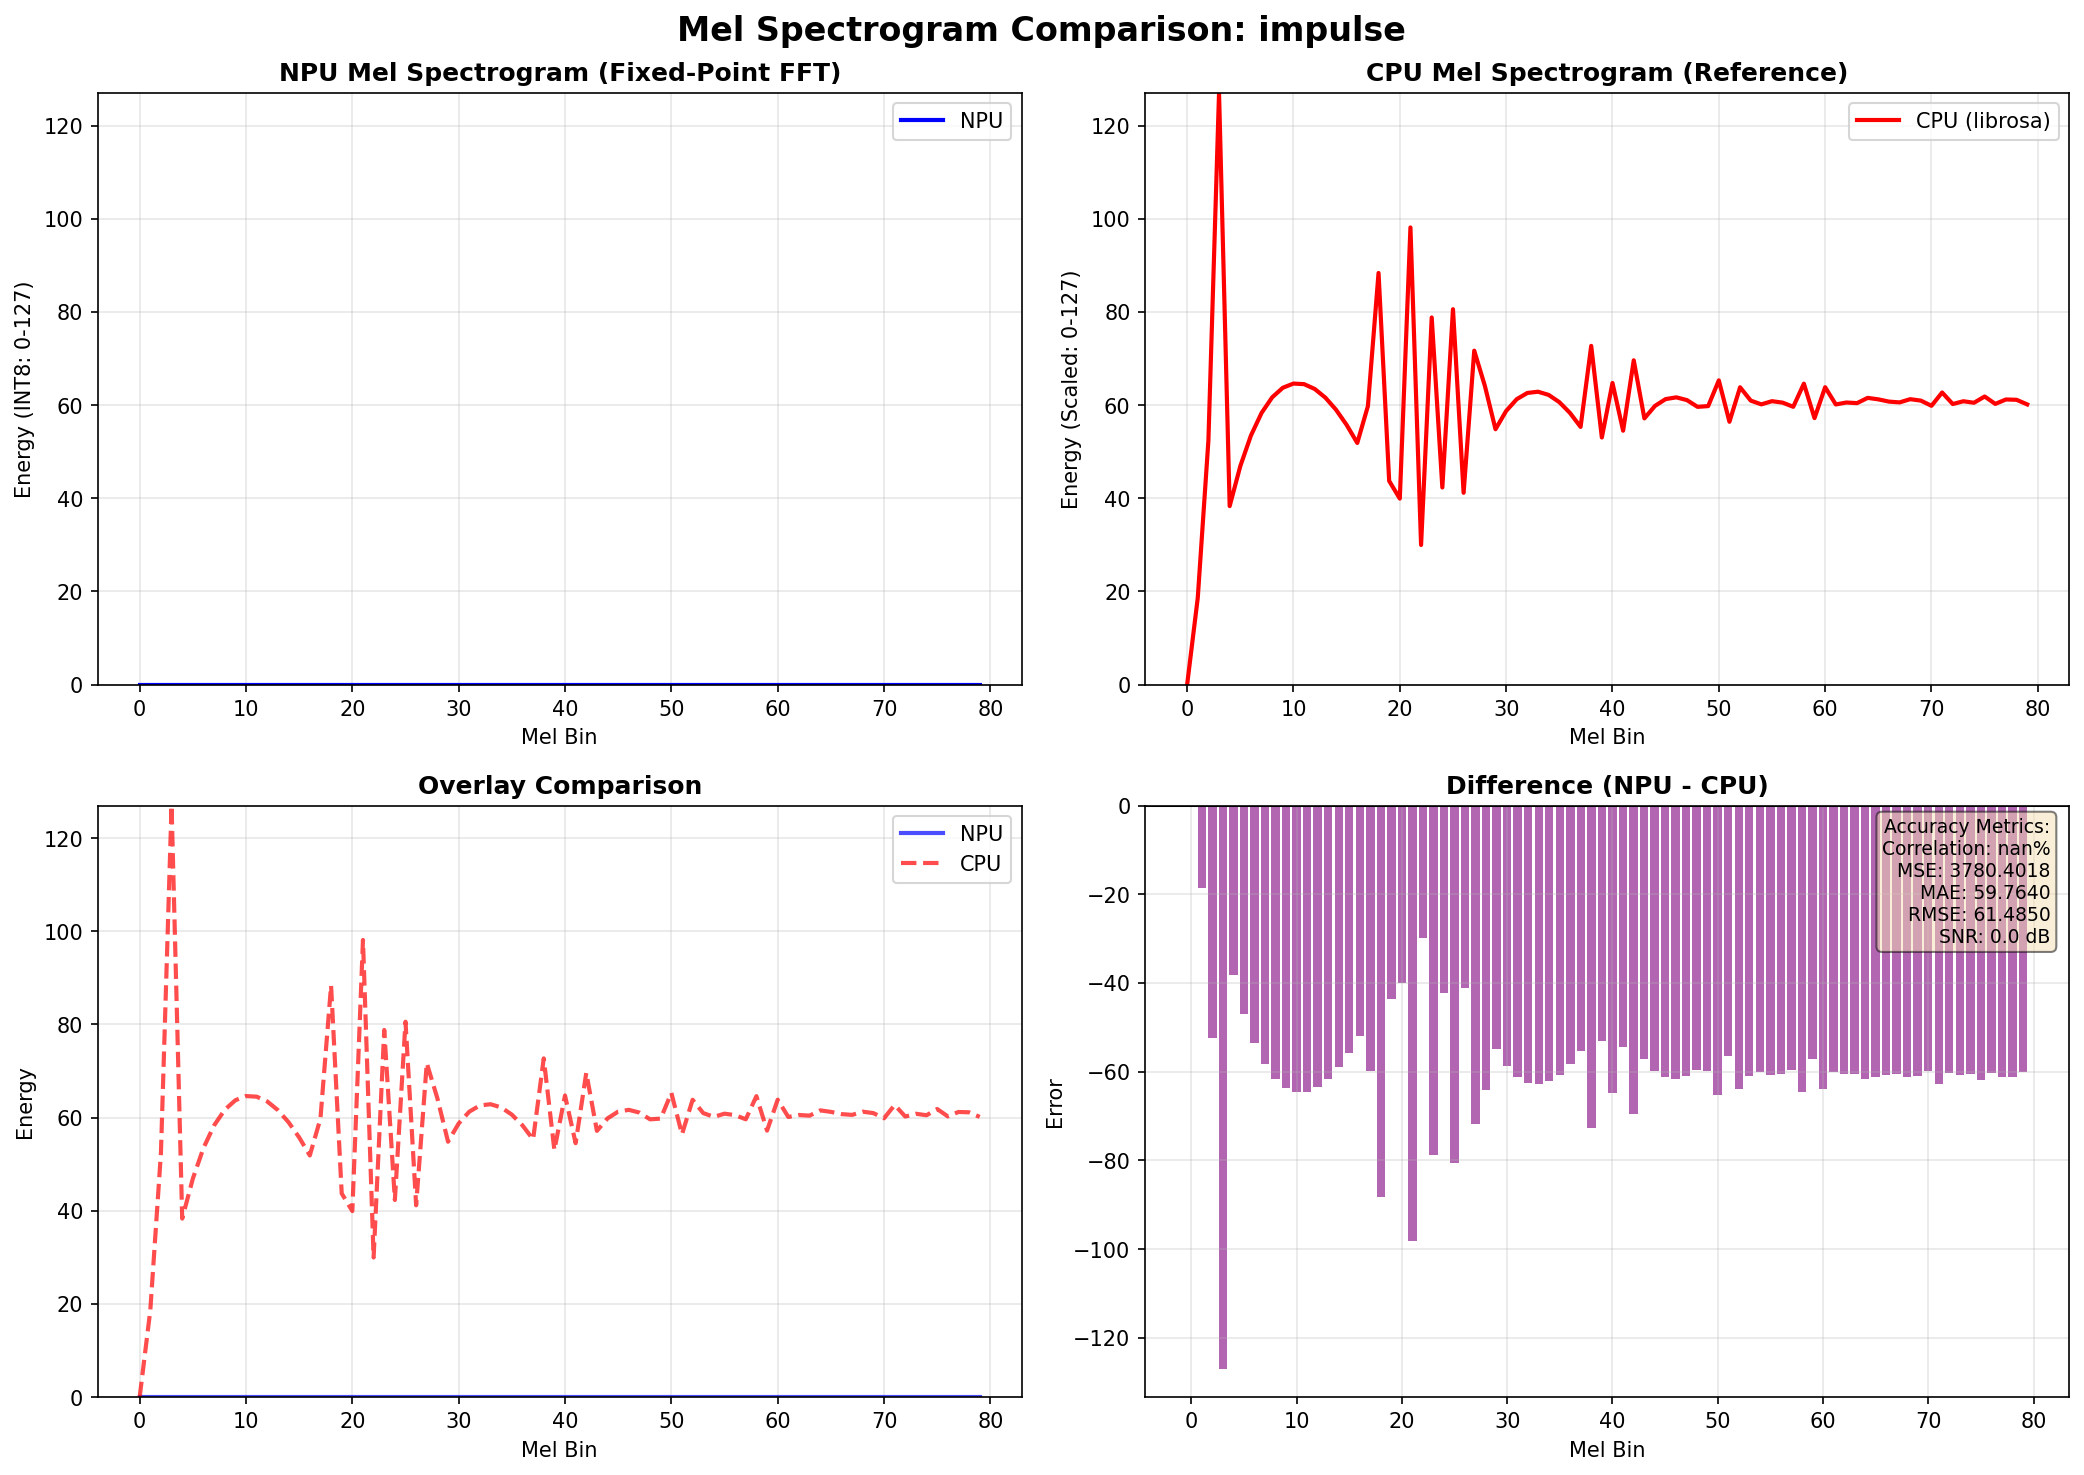 Mel Spectrogram Comparison: impulse
NPU Mel Spectrogram (Fixed-Point FFT)
Energy (INT8: 0-127)
120
100
80
60
40
20
0
NPU
0 10 20 30 40 50 60 70 80
Mel Bin
CPU Mel Spectrogram (Reference)
Energy (Scaled: 0-127)
120
100
80
60
40
20
0
CPU (librosa)
0 10 20 30 40 50 60 70 80
Mel Bin
Overlay Comparison
Energy
120
100
80
60
40
20
0
NPU
CPU
0 10 20 30 40 50 60 70 80
Mel Bin
Difference (NPU - CPU)
Error
0
−20
−40
−60
−80
−100
−120
Accuracy Metrics:
Correlation: nan%
MSE: 3780.4018
MAE: 59.7640
RMSE: 61.4850
SNR: 0.0 dB
0 10 20 30 40 50 60 70 80
Mel Bin